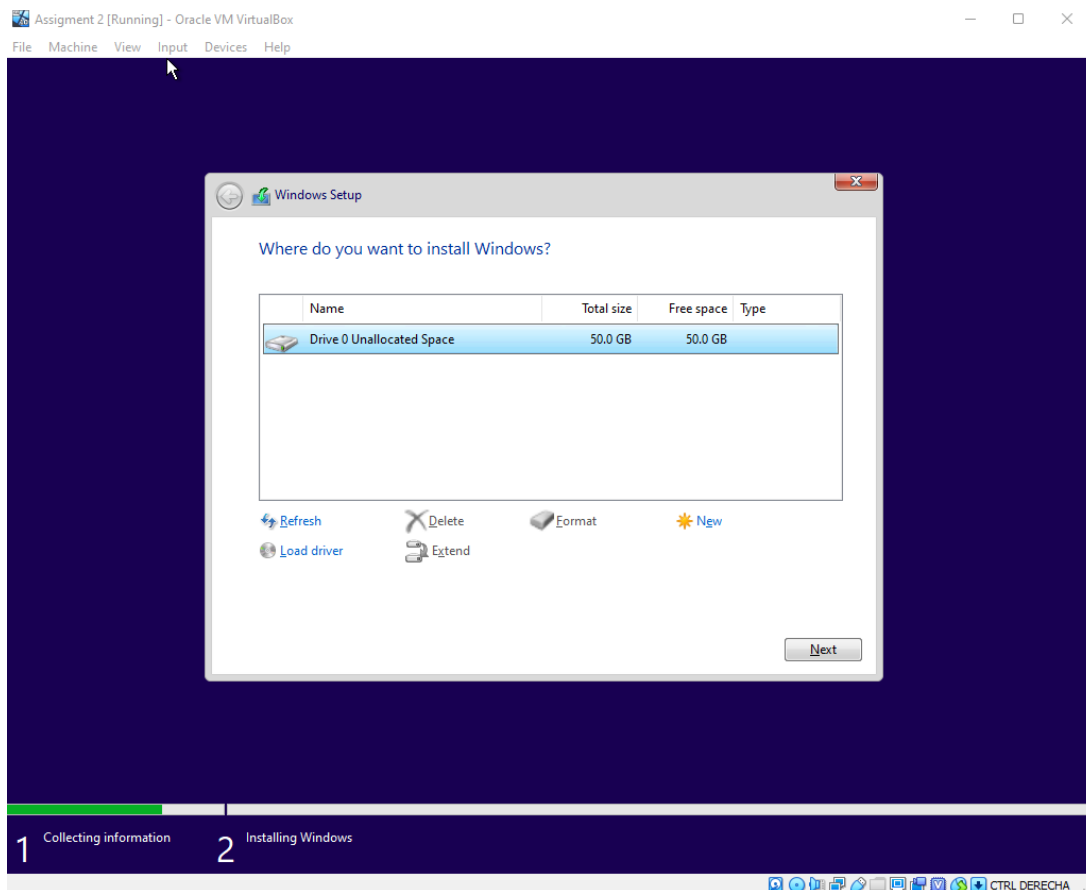 Assigment 2 [Running] - Oracle VM VirtualBox
File Machine View Input Devices Help
Windows Setup
Where do you want to install Windows?
Name Total size Free space Type
Drive 0 Unallocated Space 50.0 GB 50.0 GB
Refresh Delete Format New
Load driver Extend
Next
1 Collecting information 2 Installing Windows
CTRL DERECHA